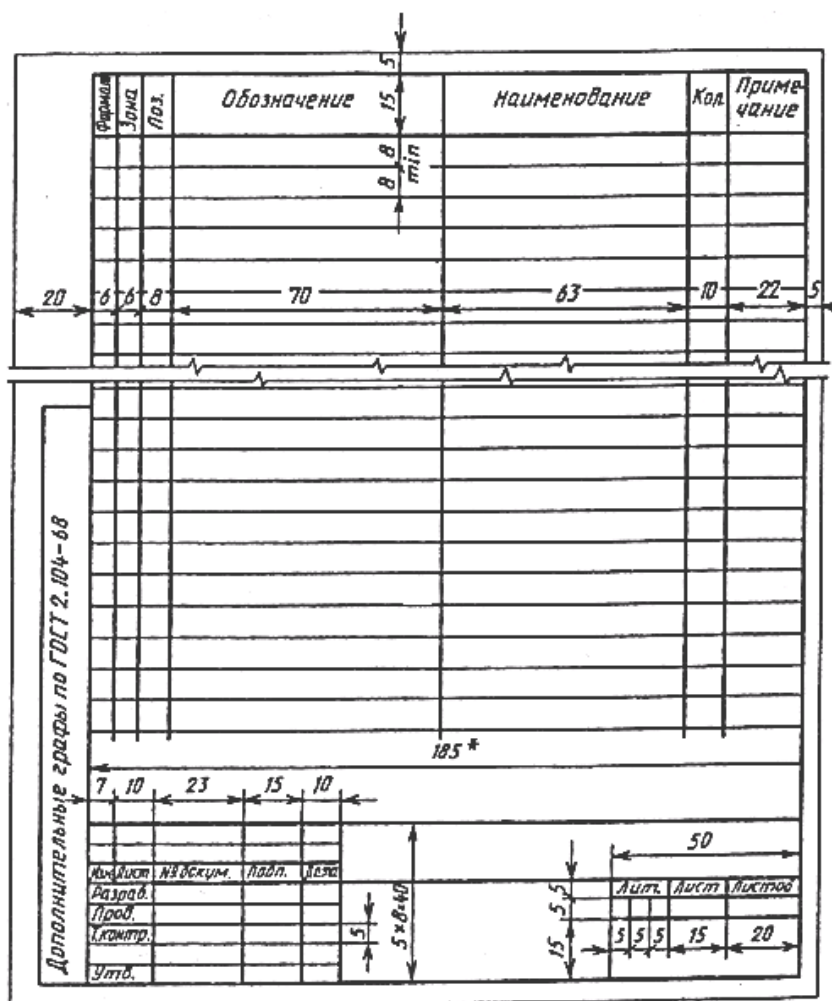 5
Формат Зона Поз. Обозначение Наименование Кол. Приме-
чание
15
8 8 min
20 6 6 8 70 63 10 22 5
Дополнительные графы по ГОСТ 2.104-68
185*
7 10 23 15 10
50
Изм Лист № докум. Подп. Дата
Разраб.
Пров.
Т.контр.
Утв.
5
5×8=40
5 5 15
Лит. Лист Листов
5 5 5 15 20